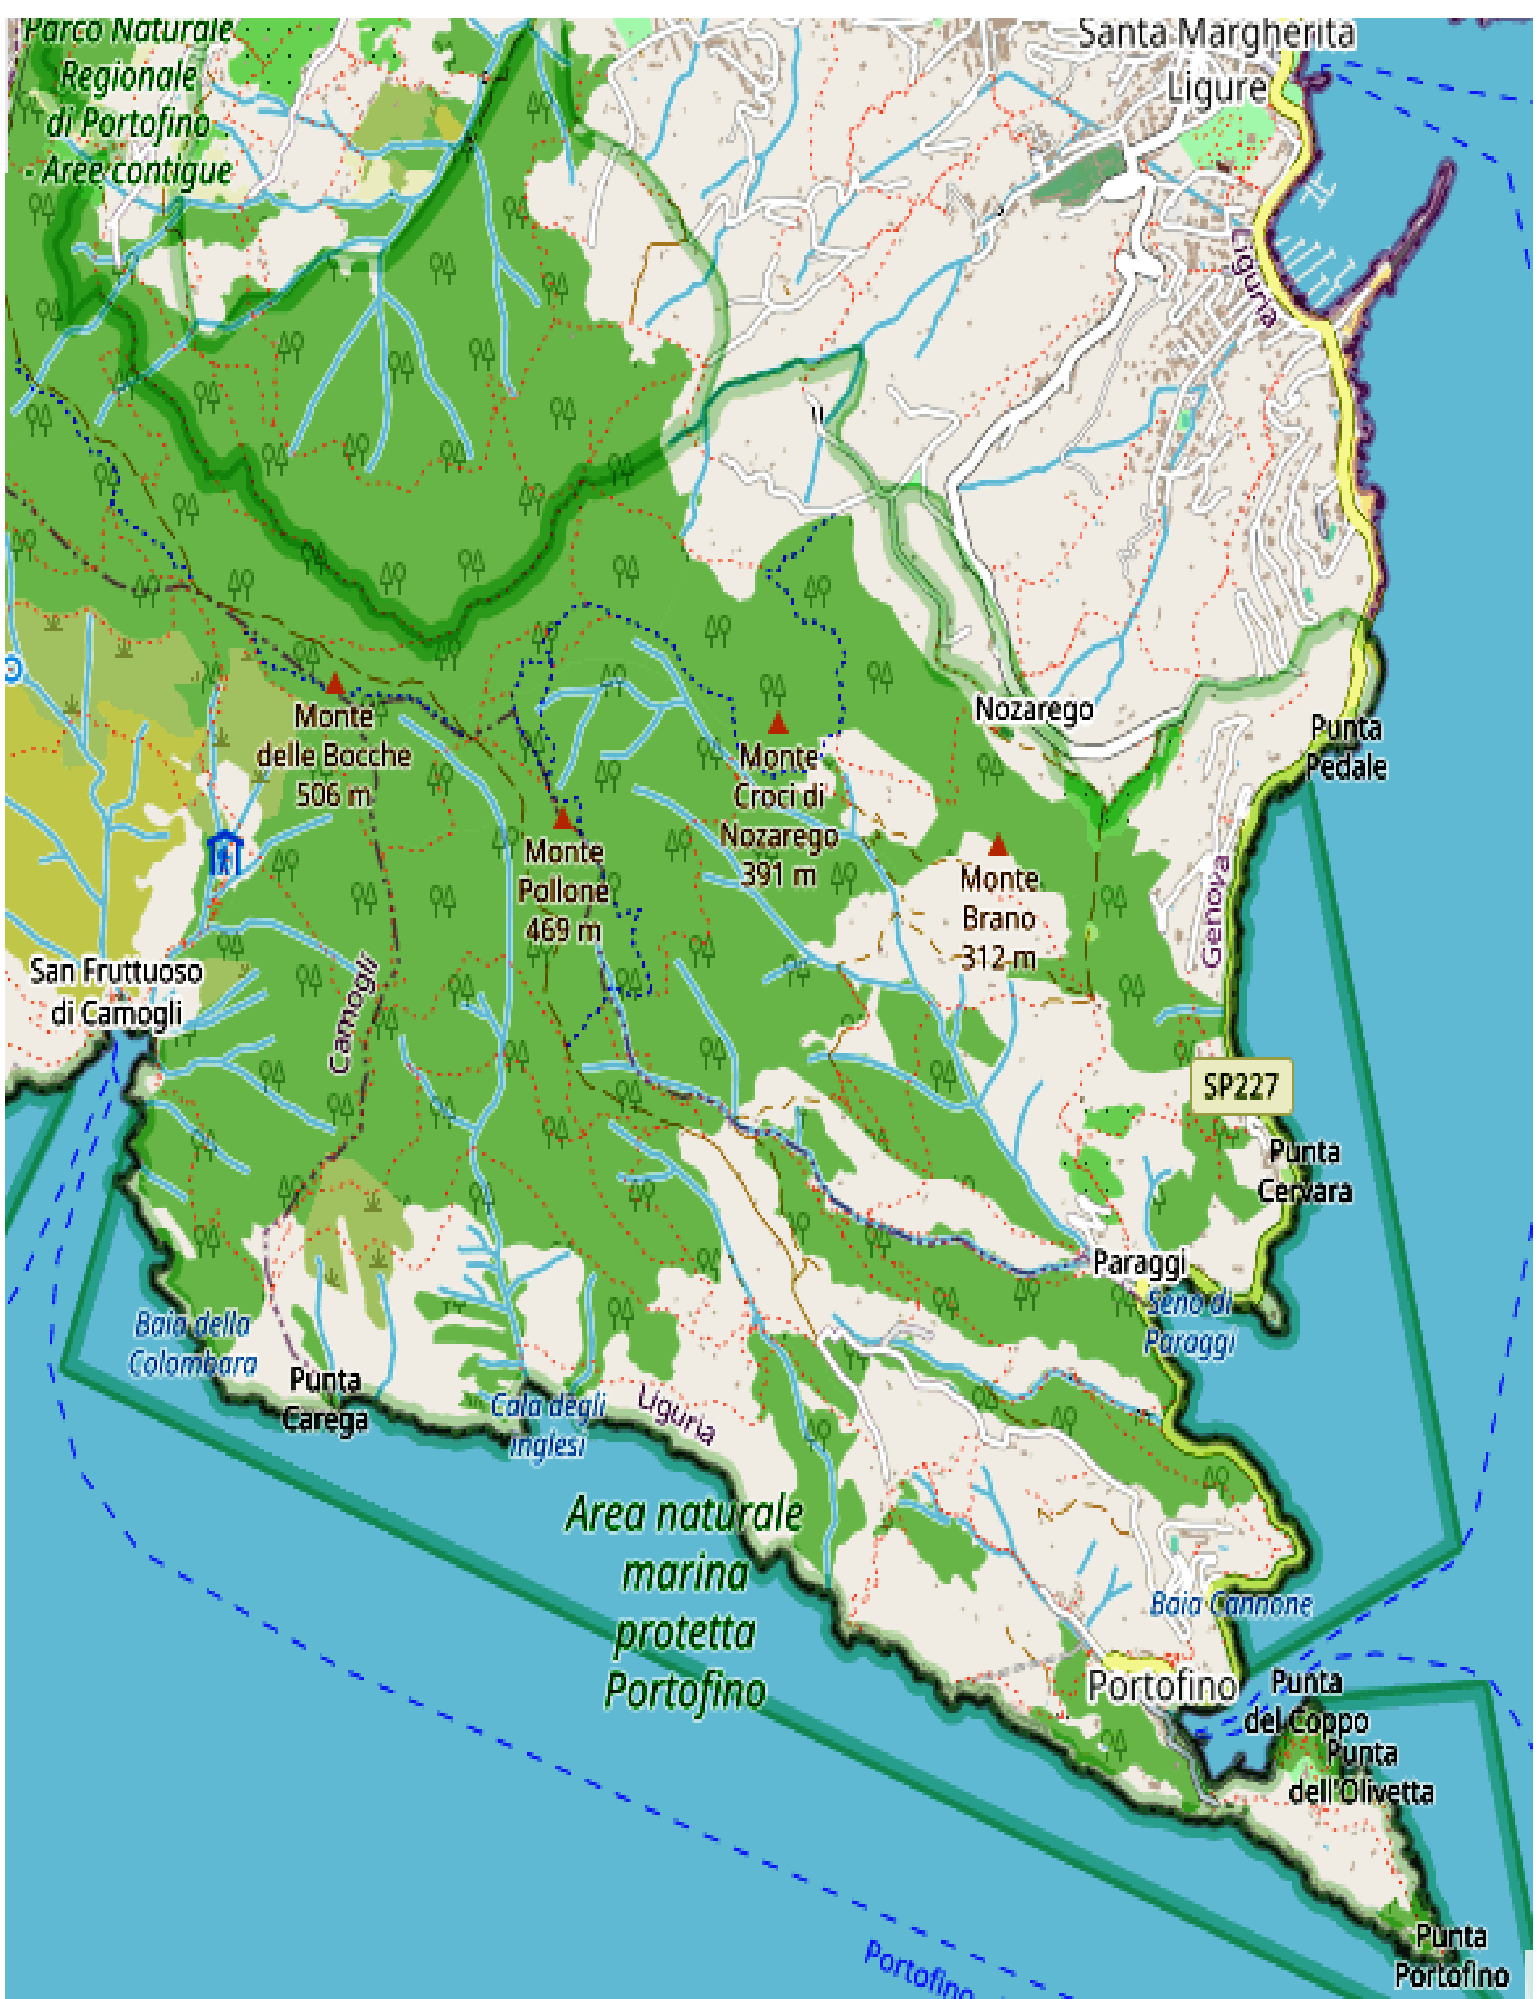 Parco Naturale
Regionale
di Portofino
- Aree contigue
Santa Margherita
Ligure
Liguria
Nozarego
Punta
Pedale
Monte
delle Bocche
506 m
Monte
Croci di
Nozarego
391 m
Monte
Pollone
469 m
Monte
Brano
312 m
Genova
San Fruttuoso
di Camogli
Camogli
SP227
Punta
Cervara
Paraggi
Seno di
Paraggi
Baia della
Colombara
Punta
Carega
Cala degli
Inglesi
Liguria
Area naturale
marina
protetta
Portofino
Baia Cannone
Portofino
Punta
del Coppo
Punta
dell'Olivetta
Punta
Portofino
Portofino